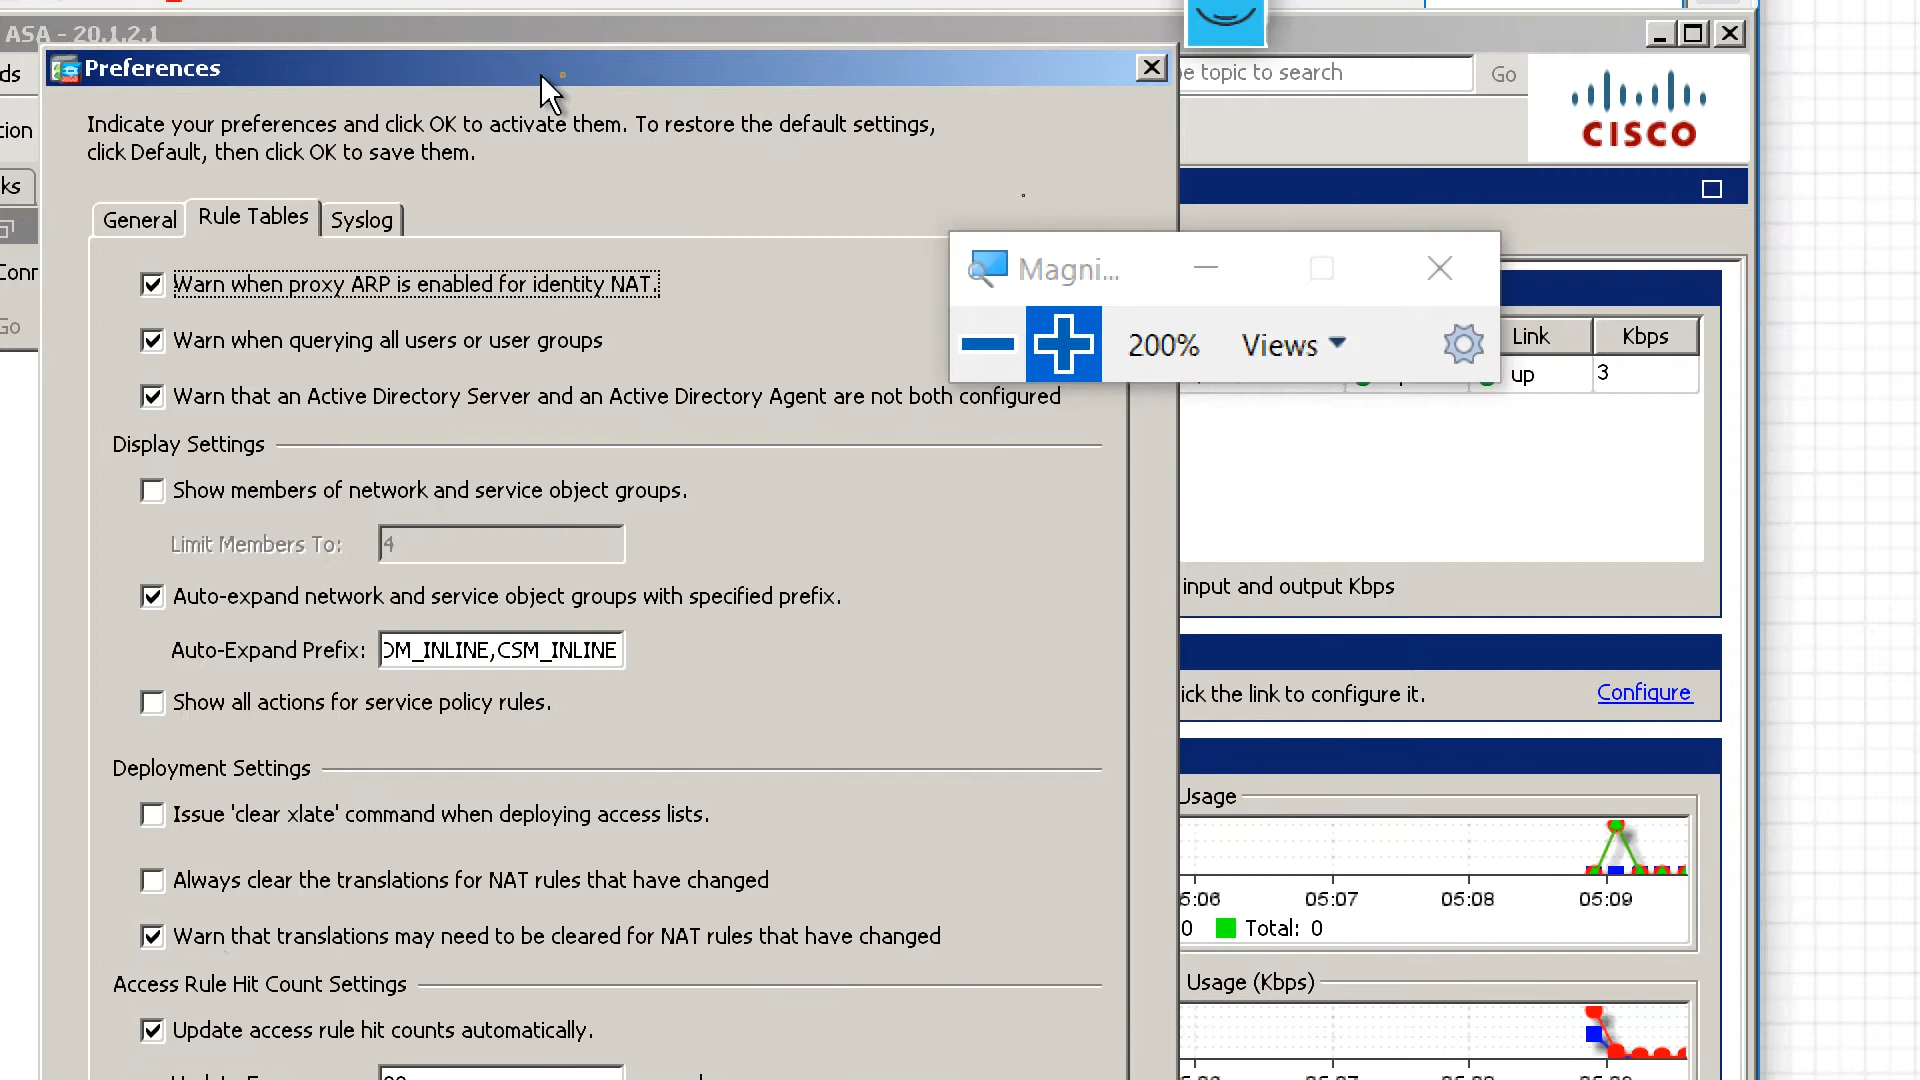 ASA - 20.1.2.1
Preferences
Indicate your preferences and click OK to activate them. To restore the default settings,
click Default, then click OK to save them.
General
Rule Tables
Syslog
Warn when proxy ARP is enabled for identity NAT.
Warn when querying all users or user groups
Warn that an Active Directory Server and an Active Directory Agent are not both configured
Display Settings
Show members of network and service object groups.
Limit Members To: 4
Auto-expand network and service object groups with specified prefix.
Auto-Expand Prefix: DM_INLINE,CSM_INLINE
Show all actions for service policy rules.
Deployment Settings
Issue 'clear xlate' command when deploying access lists.
Always clear the translations for NAT rules that have changed
Warn that translations may need to be cleared for NAT rules that have changed
Access Rule Hit Count Settings
Update access rule hit counts automatically.
topic to search
Go
CISCO
Magni...
200%
Views
Link
Kbps
up
3
input and output Kbps
ick the link to configure it.
Configure
Usage
5:06
05:07
05:08
05:09
0
Total: 0
Usage (Kbps)
ds
tion
ks
Conn
Go